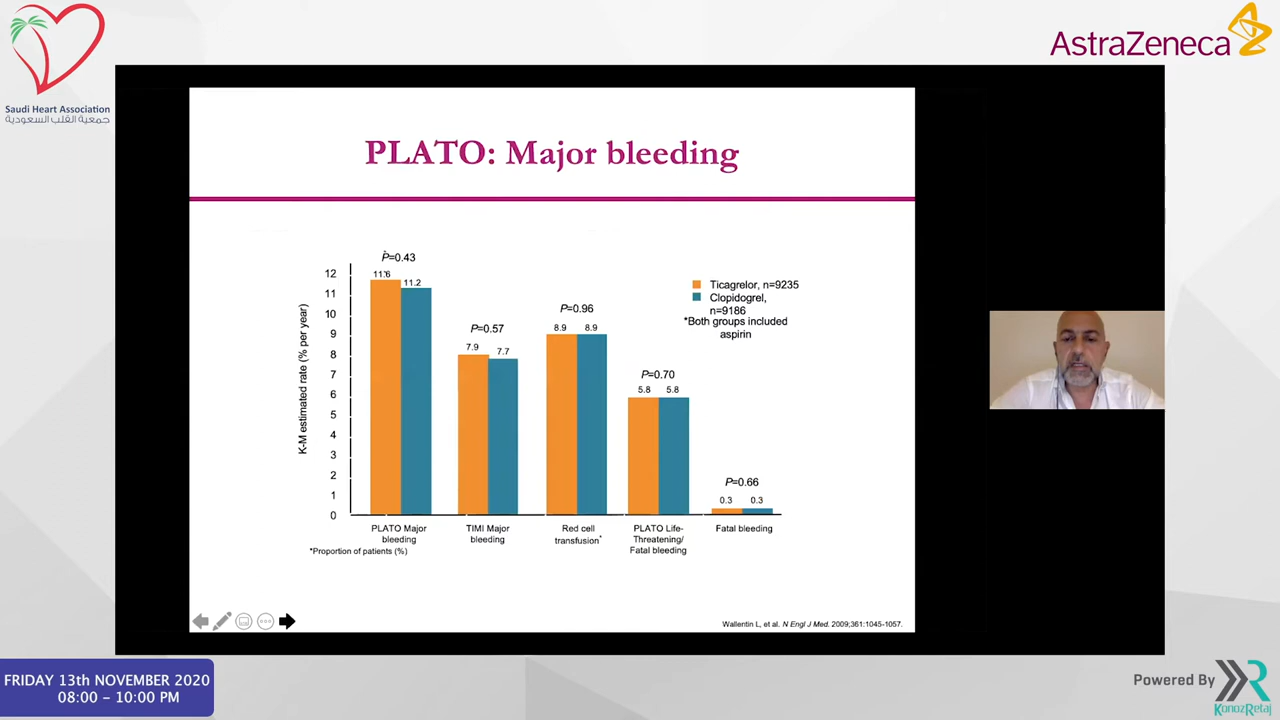 Saudi Heart Association
جمعية القلب السعودية
AstraZeneca
PLATO: Major bleeding
P=0.43
11.6
11.2
P=0.57
7.9
7.7
P=0.96
8.9
8.9
P=0.70
5.8
5.8
P=0.66
0.3
0.3
Ticagrelor, n=9235
Clopidogrel,
n=9186
*Both groups included
aspirin
K-M estimated rate (% per year)
12
11
10
9
8
7
6
5
4
3
2
1
0
PLATO Major
bleeding
TIMI Major
bleeding
Red cell
transfusion*
PLATO Life-
Threatening/
Fatal bleeding
Fatal bleeding
*Proportion of patients (%)
Wallentin L, et al. N Engl J Med. 2009;361:1045-1057.
FRIDAY 13th NOVEMBER 2020
08:00 – 10:00 PM
Powered By
KonozRetaj